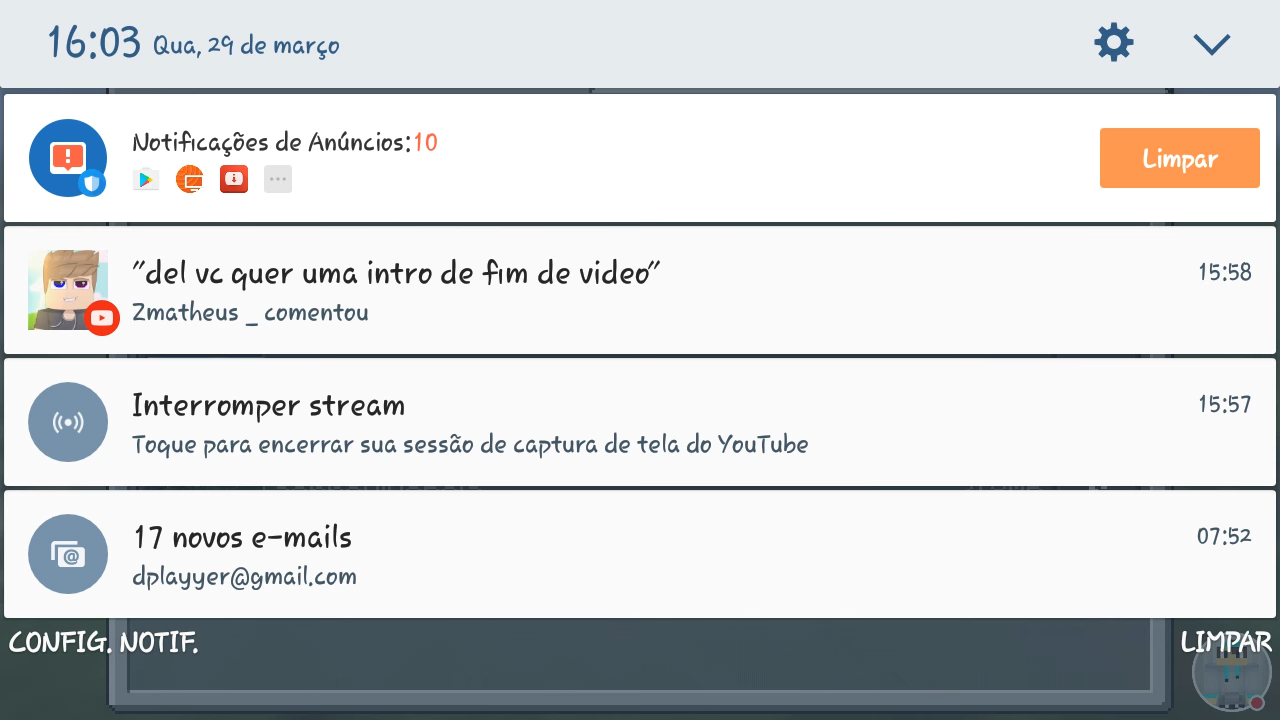 16:03 Qua, 29 de março
Notificações de Anúncios:10
Limpar
"del vc quer uma intro de fim de video"
15:58
2matheus _ comentou
Interromper stream
15:57
Toque para encerrar sua sessão de captura de tela do YouTube
17 novos e-mails
07:52
dplayyer@gmail.com
CONFIG. NOTIF.
LIMPAR